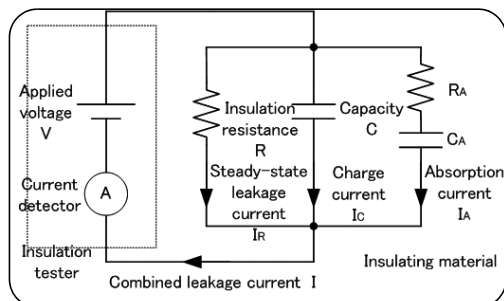 Applied
voltage
V
Current
detector
A
Insulation
tester
Insulation
resistance
R
Steady-state
leakage
current
IR
Capacity
C
Charge
current
IC
RA
CA
Absorption
current
IA
Combined leakage current I
Insulating material